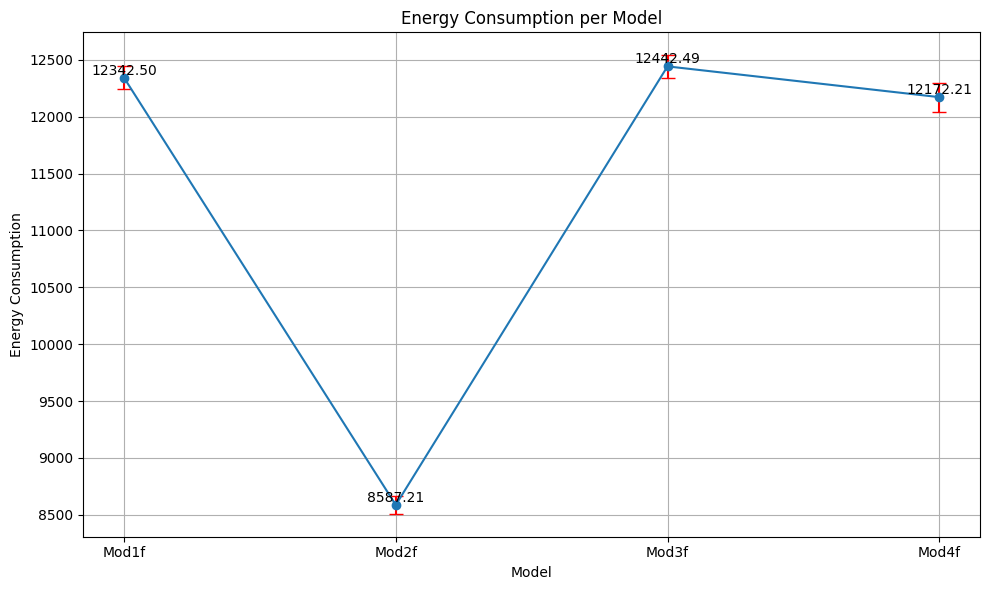 Energy Consumption per Model
Energy Consumption
12500
12000
11500
11000
10500
10000
9500
9000
8500
12342.50
8587.21
12442.49
12172.21
Mod1f
Mod2f
Mod3f
Mod4f
Model